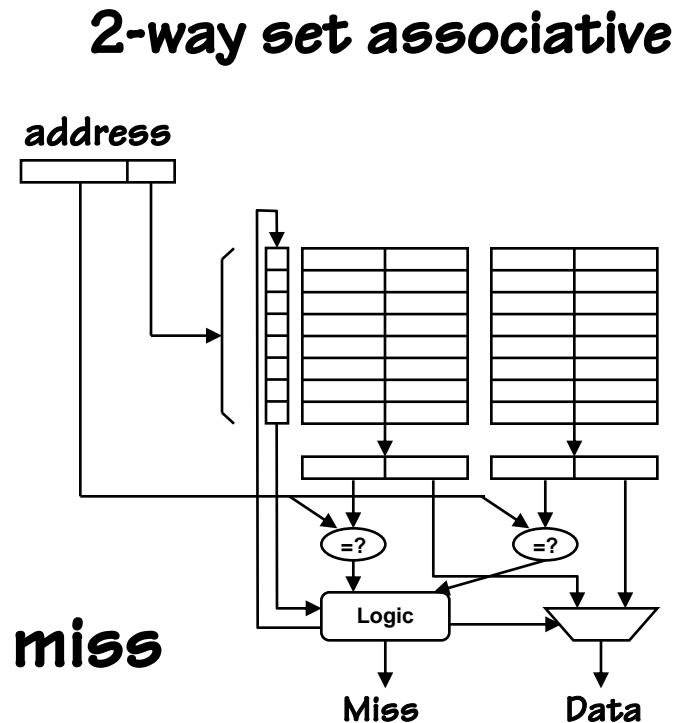 2-way set associative
address
=?
=?
Logic
miss
Miss
Data